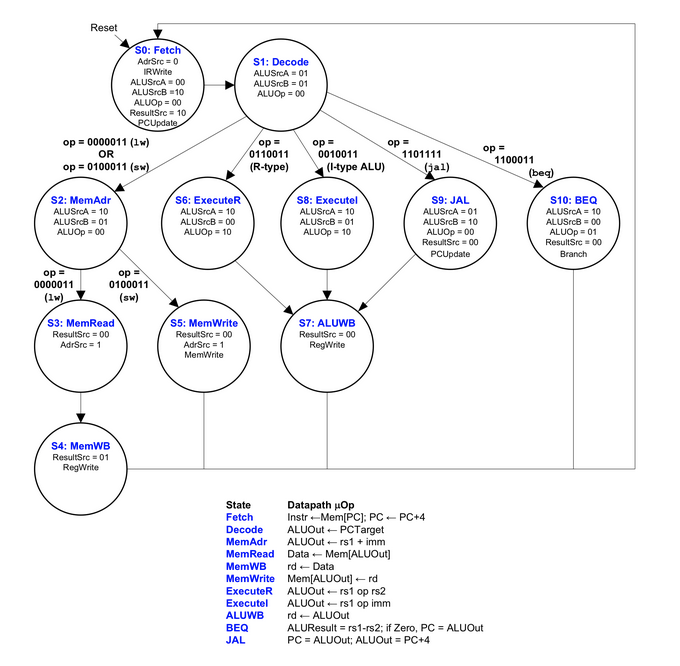 Reset
S0: Fetch
AdrSrc = 0
IRWrite
ALUSrcA = 00
ALUSrcB =10
ALUOp = 00
ResultSrc = 10
PCUpdate
S1: Decode
ALUSrcA = 01
ALUSrcB = 01
ALUOp = 00
op = 0000011 (lw)
OR
op = 0100011 (sw)
op =
0110011
(R-type)
op =
0010011
(I-type ALU)
op =
1101111
(jal)
op =
1100011
(beq)
S2: MemAdr
ALUSrcA = 10
ALUSrcB = 01
ALUOp = 00
S6: ExecuteR
ALUSrcA = 10
ALUSrcB = 00
ALUOp = 10
S8: ExecuteI
ALUSrcA = 10
ALUSrcB = 01
ALUOp = 10
S9: JAL
ALUSrcA = 01
ALUSrcB = 10
ALUOp = 00
ResultSrc = 00
PCUpdate
S10: BEQ
ALUSrcA = 10
ALUSrcB = 00
ALUOp = 01
ResultSrc = 00
Branch
op =
0000011
(lw)
op =
0100011
(sw)
S3: MemRead
ResultSrc = 00
AdrSrc = 1
S5: MemWrite
ResultSrc = 00
AdrSrc = 1
MemWrite
S7: ALUWB
ResultSrc = 00
RegWrite
S4: MemWB
ResultSrc = 01
RegWrite
State Datapath µOp
Fetch Instr ←Mem[PC]; PC ← PC+4
Decode ALUOut ← PCTarget
MemAdr ALUOut ← rs1 + imm
MemRead Data ← Mem[ALUOut]
MemWB rd ← Data
MemWrite Mem[ALUOut] ← rd
ExecuteR ALUOut ← rs1 op rs2
ExecuteI ALUOut ← rs1 op imm
ALUWB rd ← ALUOut
BEQ ALUResult = rs1-rs2; if Zero, PC = ALUOut
JAL PC = ALUOut; ALUOut = PC+4